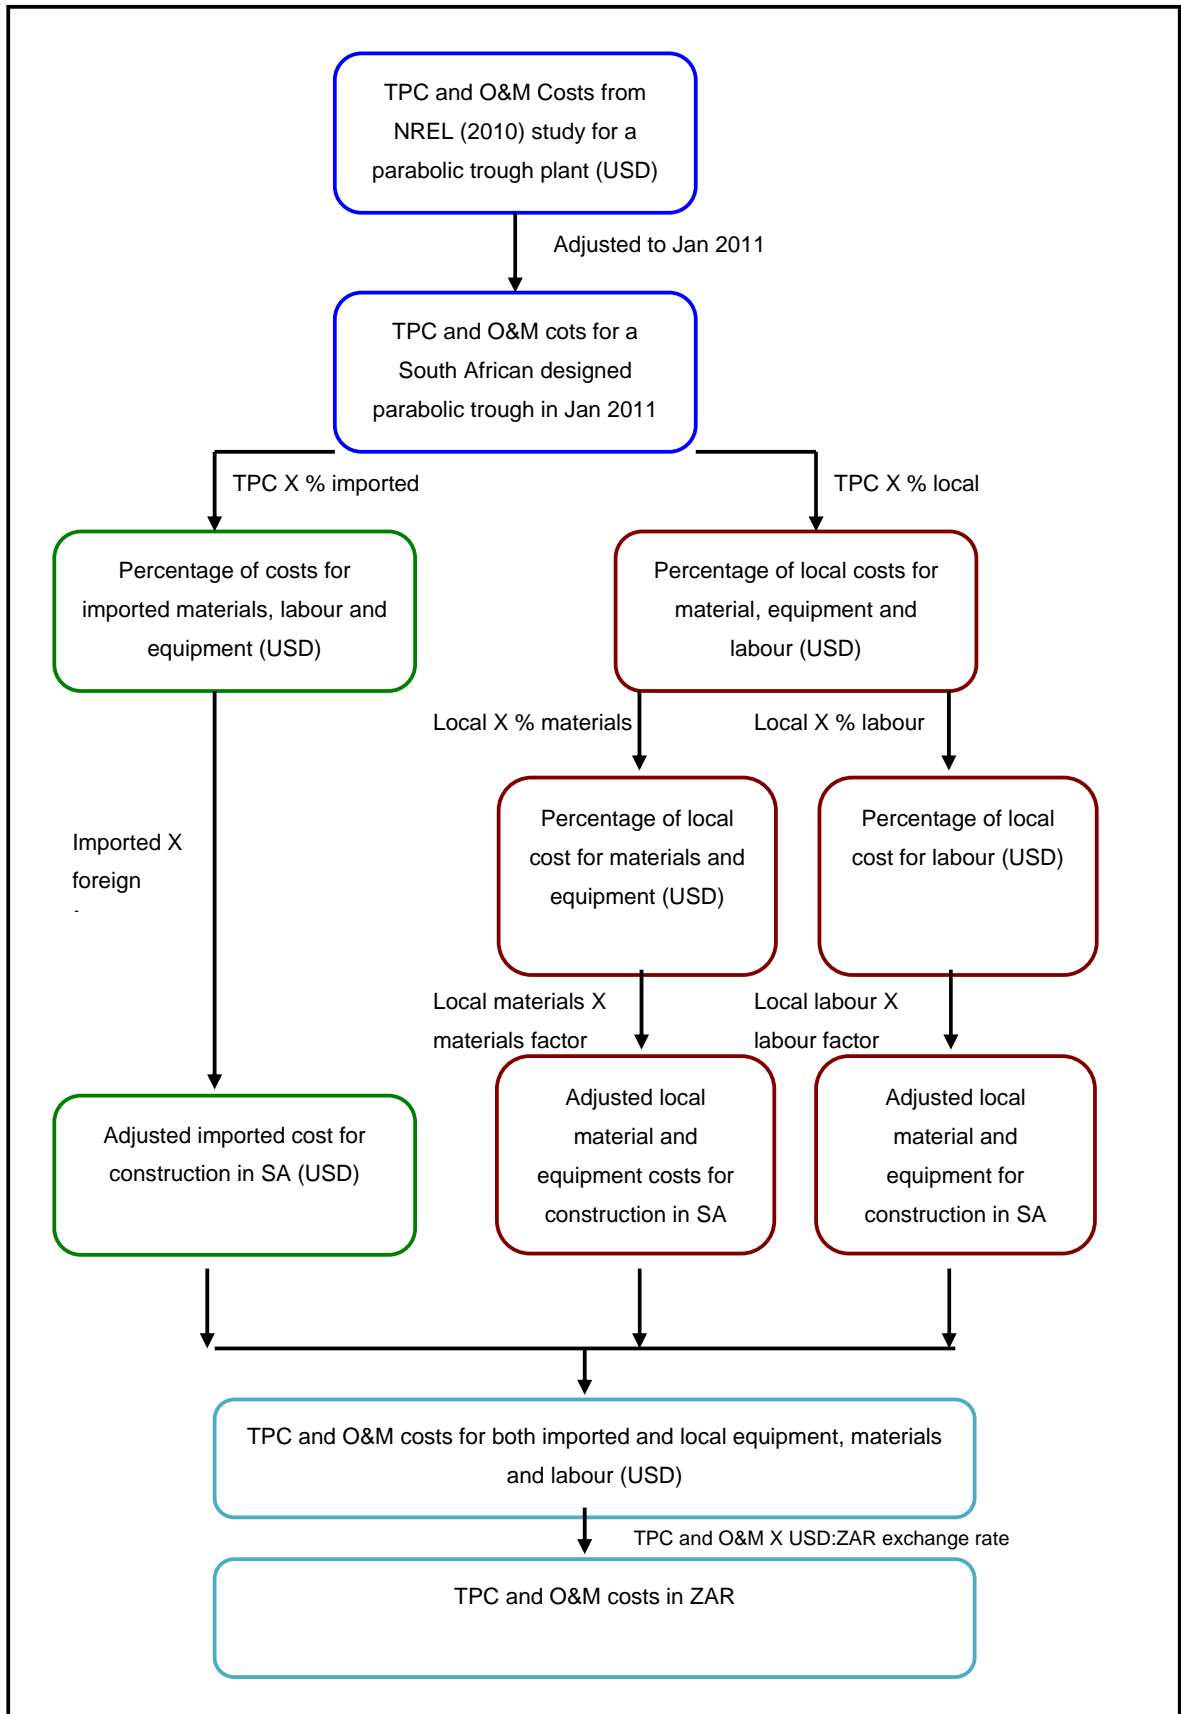 TPC and O&M Costs from
NREL (2010) study for a
parabolic trough plant (USD)
Adjusted to Jan 2011
TPC and O&M cots for a
South African designed
parabolic trough in Jan 2011
TPC X % imported
TPC X % local
Percentage of costs for
imported materials, labour and
equipment (USD)
Percentage of local costs for
material, equipment and
labour (USD)
Local X % materials
Local X % labour
Percentage of local
cost for materials and
equipment (USD)
Percentage of local
cost for labour (USD)
Imported X
foreign
Local materials X
materials factor
Local labour X
labour factor
Adjusted imported cost for
construction in SA (USD)
Adjusted local
material and
equipment costs for
construction in SA
Adjusted local
material and
equipment for
construction in SA
TPC and O&M costs for both imported and local equipment, materials
and labour (USD)
TPC and O&M X USD:ZAR exchange rate
TPC and O&M costs in ZAR